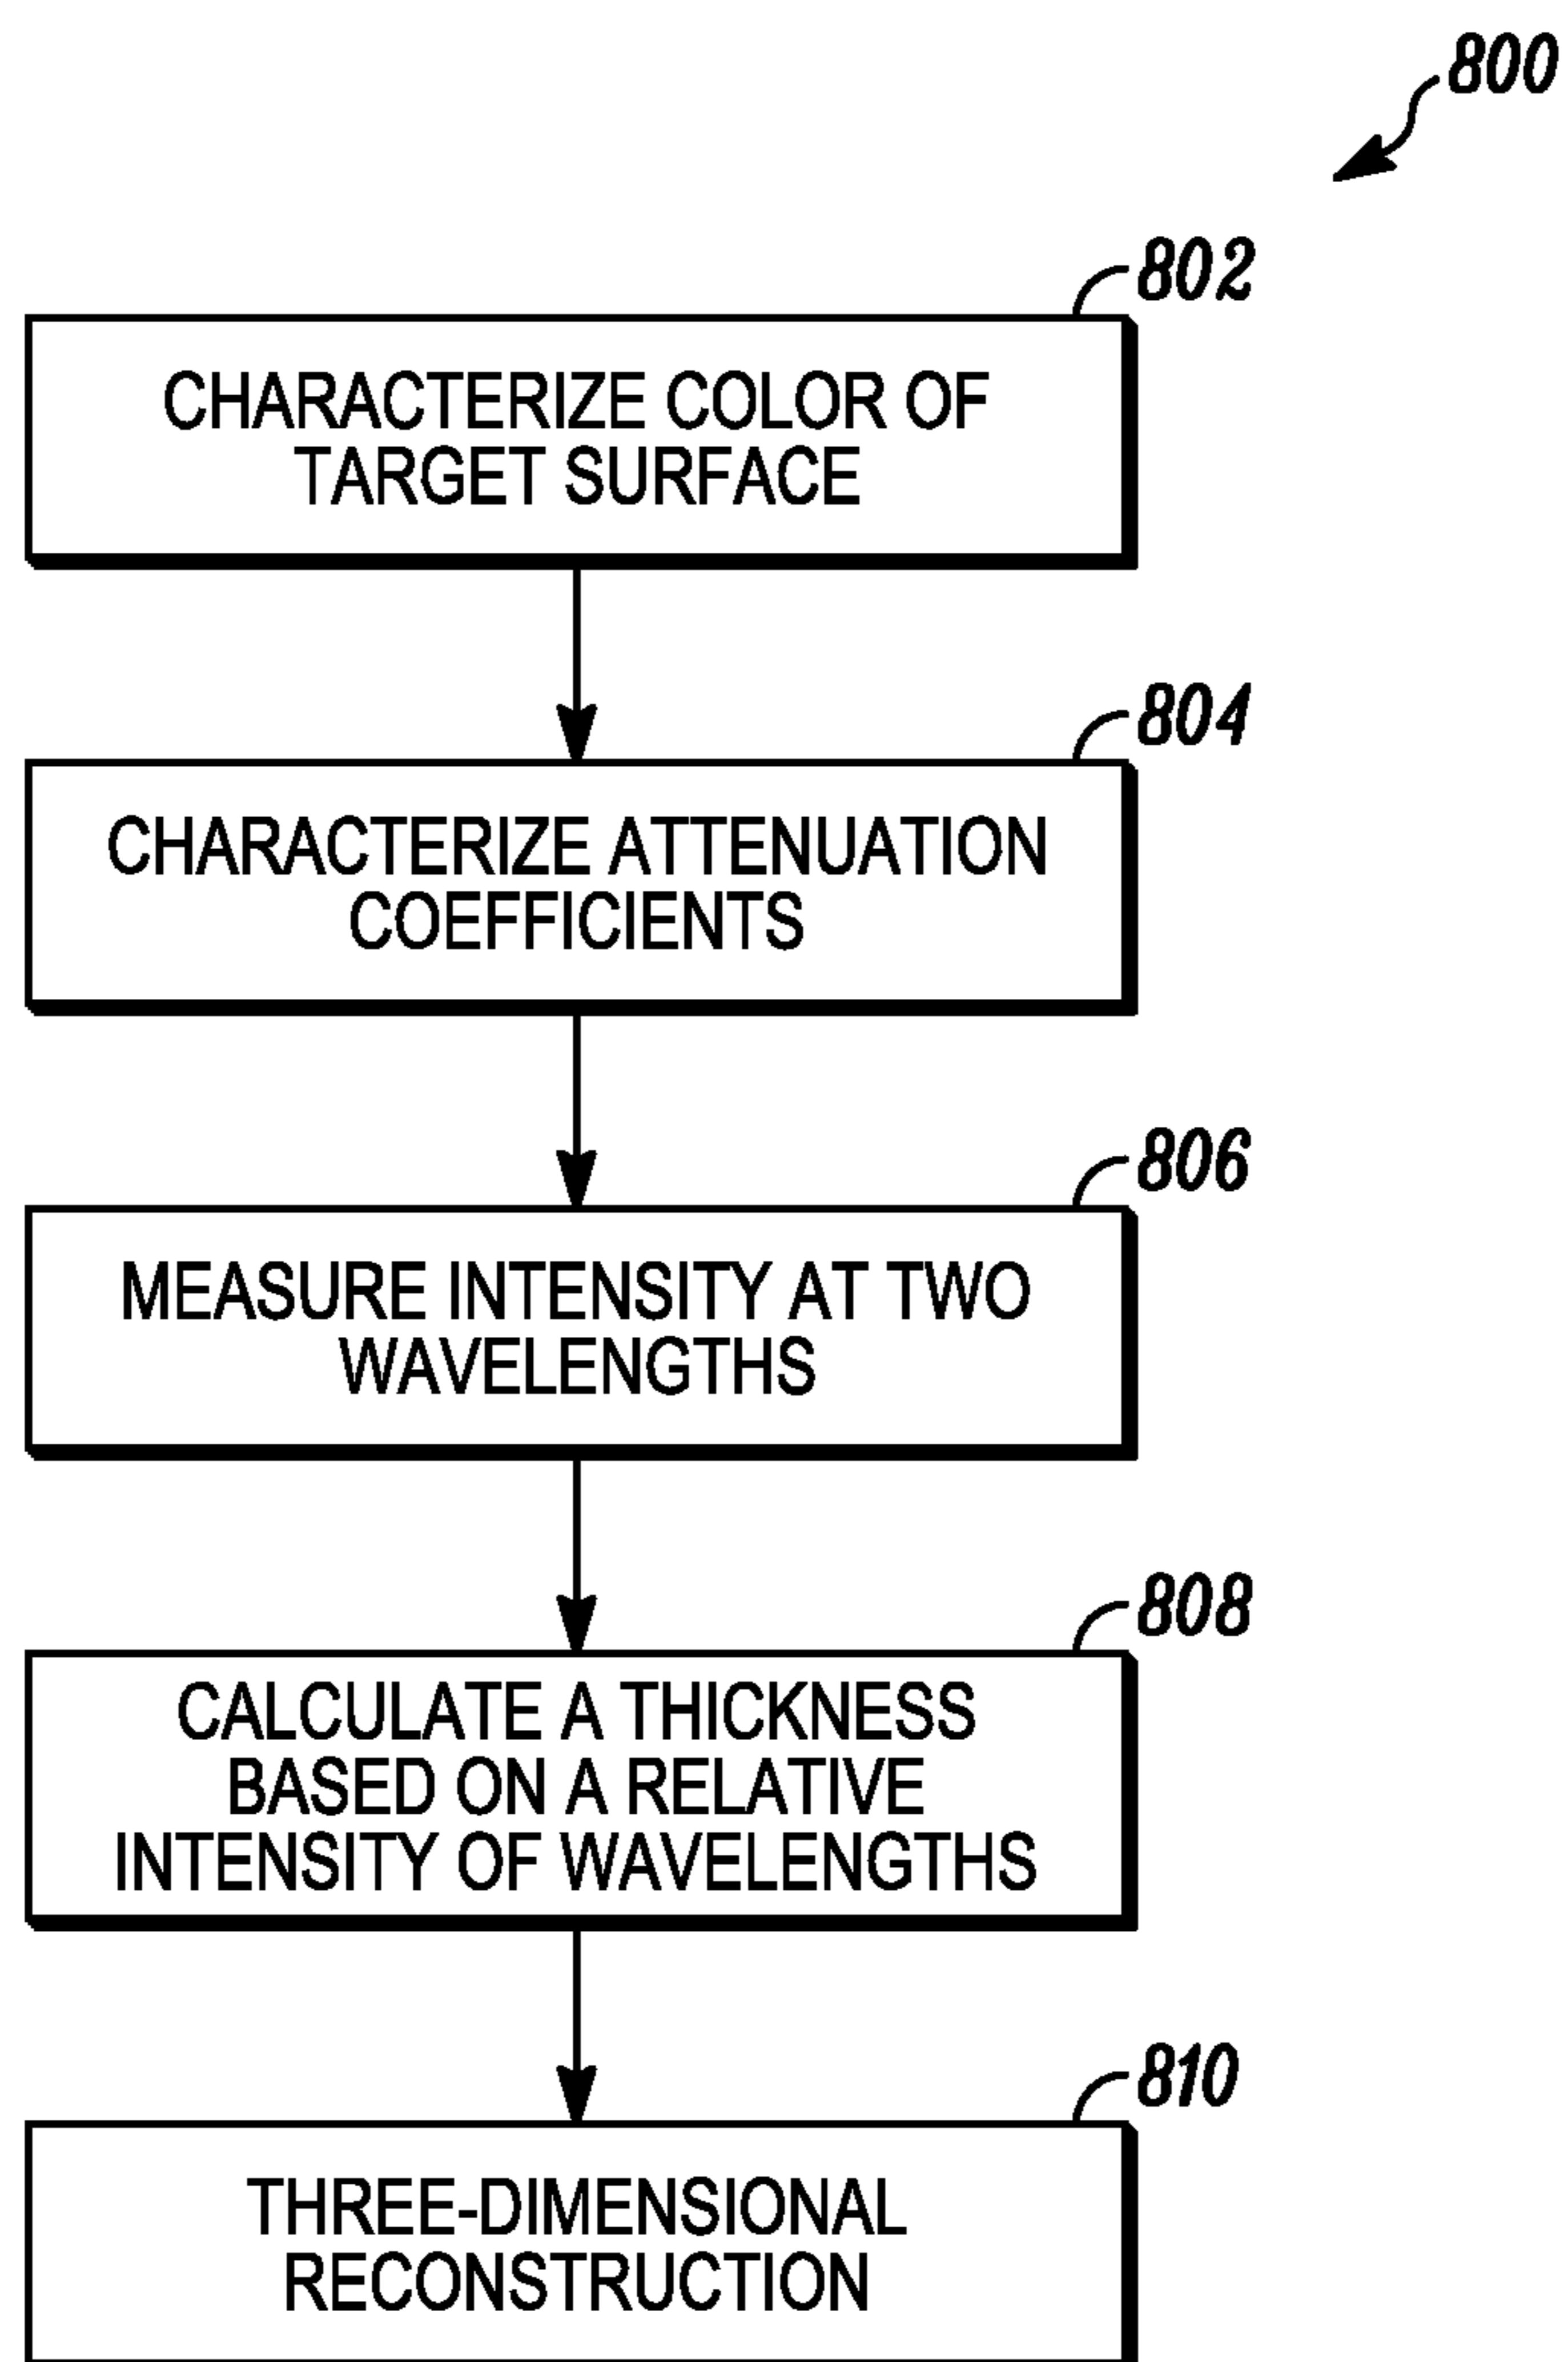 800
802
CHARACTERIZE COLOR OF
TARGET SURFACE
804
CHARACTERIZE ATTENUATION
COEFFICIENTS
806
MEASURE INTENSITY AT TWO
WAVELENGTHS
808
CALCULATE A THICKNESS
BASED ON A RELATIVE
INTENSITY OF WAVELENGTHS
810
THREE-DIMENSIONAL
RECONSTRUCTION